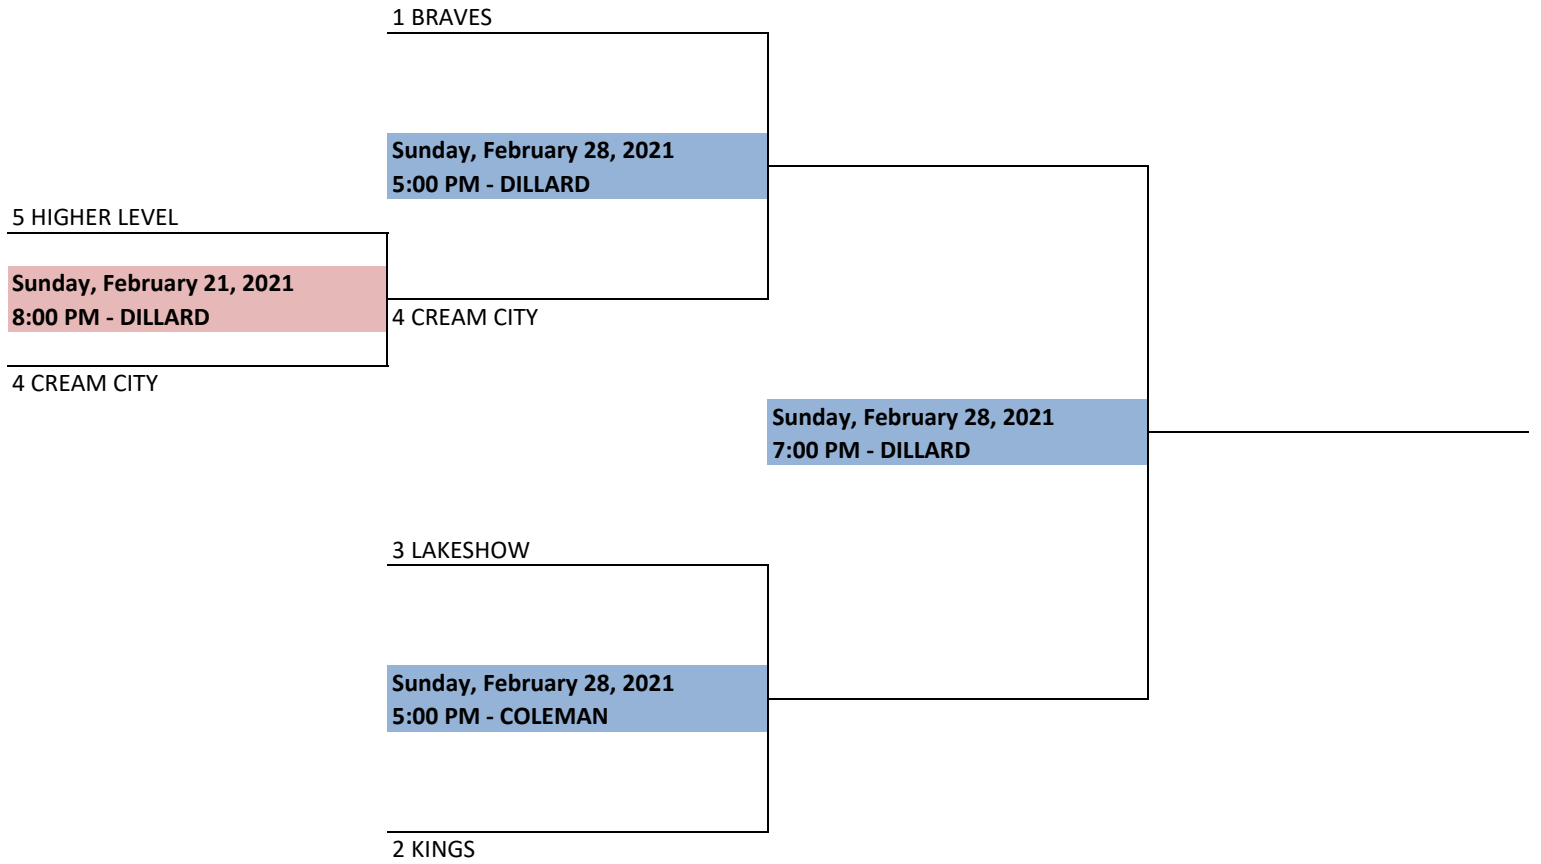 1 BRAVES
Sunday, February 28, 2021
5:00 PM - DILLARD
5 HIGHER LEVEL
Sunday, February 21, 2021
8:00 PM - DILLARD
4 CREAM CITY
4 CREAM CITY
Sunday, February 28, 2021
7:00 PM - DILLARD
3 LAKESHOW
Sunday, February 28, 2021
5:00 PM - COLEMAN
2 KINGS